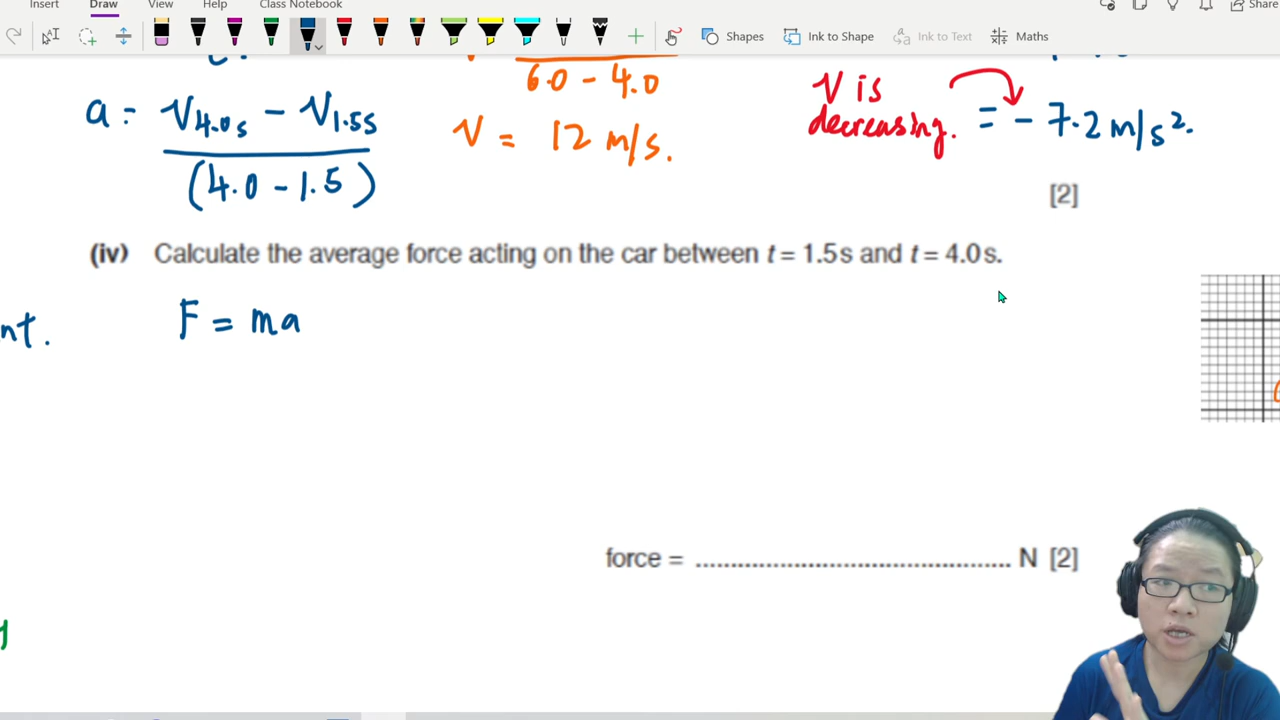 Insert Draw View Help Class Notebook Share
Shapes Ink to Shape Ink to Text Maths
6.0 - 4.0
V = 12 m/s.
a = V4.0s - V1.5s
(4.0 - 1.5)
V is
decreasing.
= - 7.2 m/s².
[2]
(iv) Calculate the average force acting on the car between t = 1.5s and t = 4.0s.
nt.
F = ma
force = ............................................ N [2]